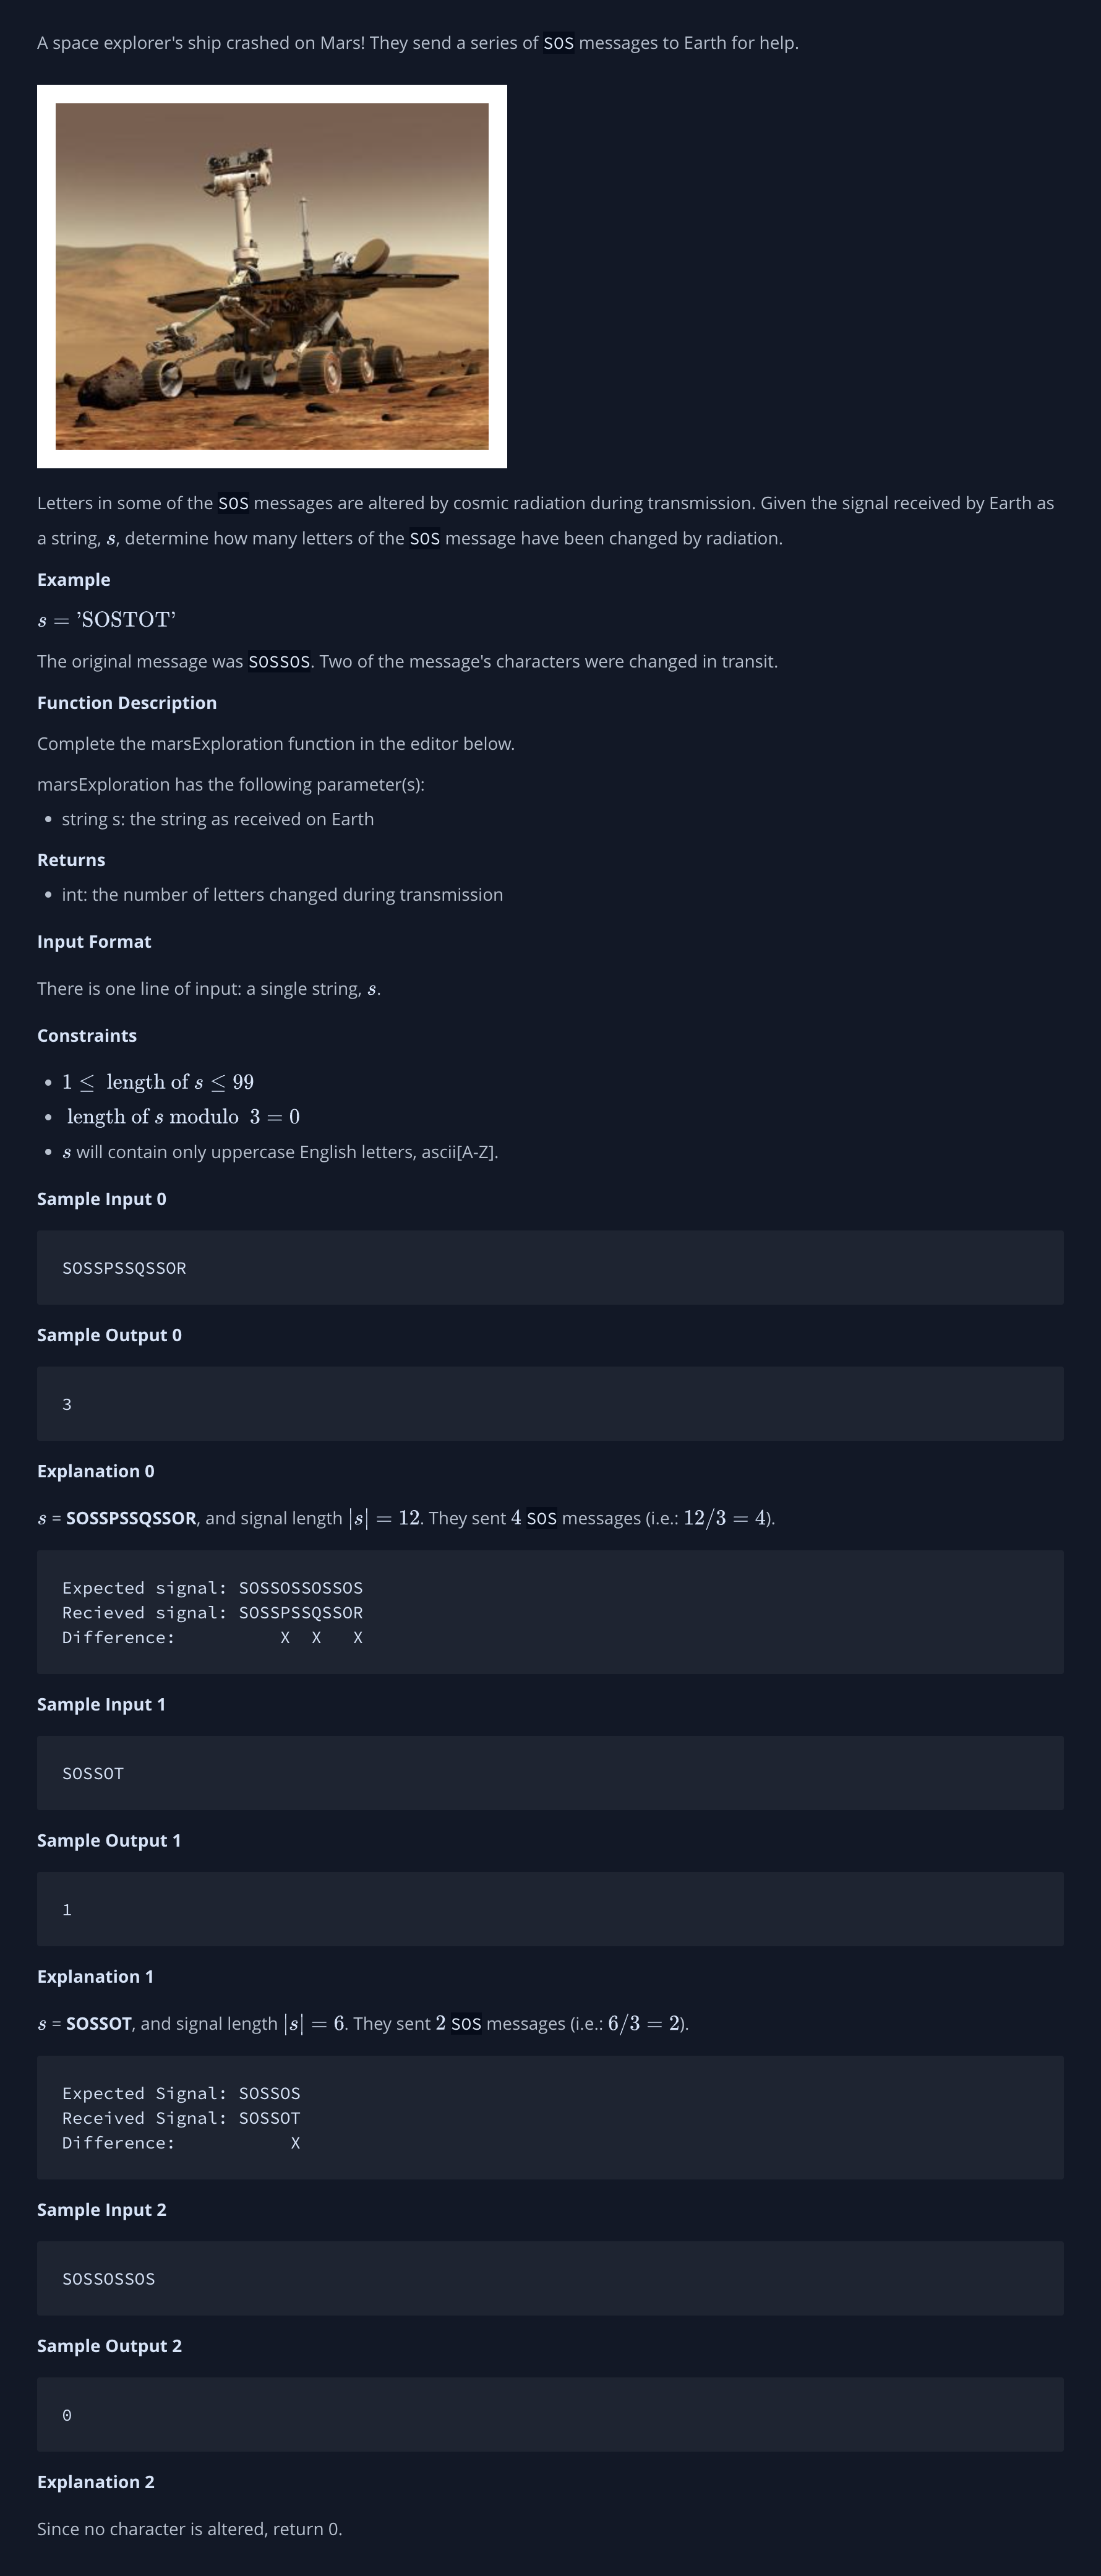 A space explorer's ship crashed on Mars! They send a series of SOS messages to Earth for help.
Letters in some of the SOS messages are altered by cosmic radiation during transmission. Given the signal received by Earth as
a string, s, determine how many letters of the SOS message have been changed by radiation.
Example
s = ’SOSTOT’
The original message was SOSSOS. Two of the message's characters were changed in transit.
Function Description
Complete the marsExploration function in the editor below.
marsExploration has the following parameter(s):
• string s: the string as received on Earth
Returns
• int: the number of letters changed during transmission
Input Format
There is one line of input: a single string, s.
Constraints
• 1 ≤ length of s ≤ 99
• length of s modulo 3 = 0
• s will contain only uppercase English letters, ascii[A-Z].
Sample Input 0
SOSSPSSQSSOR
Sample Output 0
3
Explanation 0
s = SOSSPSSQSSOR, and signal length |s| = 12. They sent 4 SOS messages (i.e.: 12/3 = 4).
Expected signal: SOSSOSSOSSOS
Recieved signal: SOSSPSSQSSOR
Difference:          X  X   X
Sample Input 1
SOSSOT
Sample Output 1
1
Explanation 1
s = SOSSOT, and signal length |s| = 6. They sent 2 SOS messages (i.e.: 6/3 = 2).
Expected Signal: SOSSOS
Received Signal: SOSSOT
Difference:           X
Sample Input 2
SOSSOSSOS
Sample Output 2
0
Explanation 2
Since no character is altered, return 0.